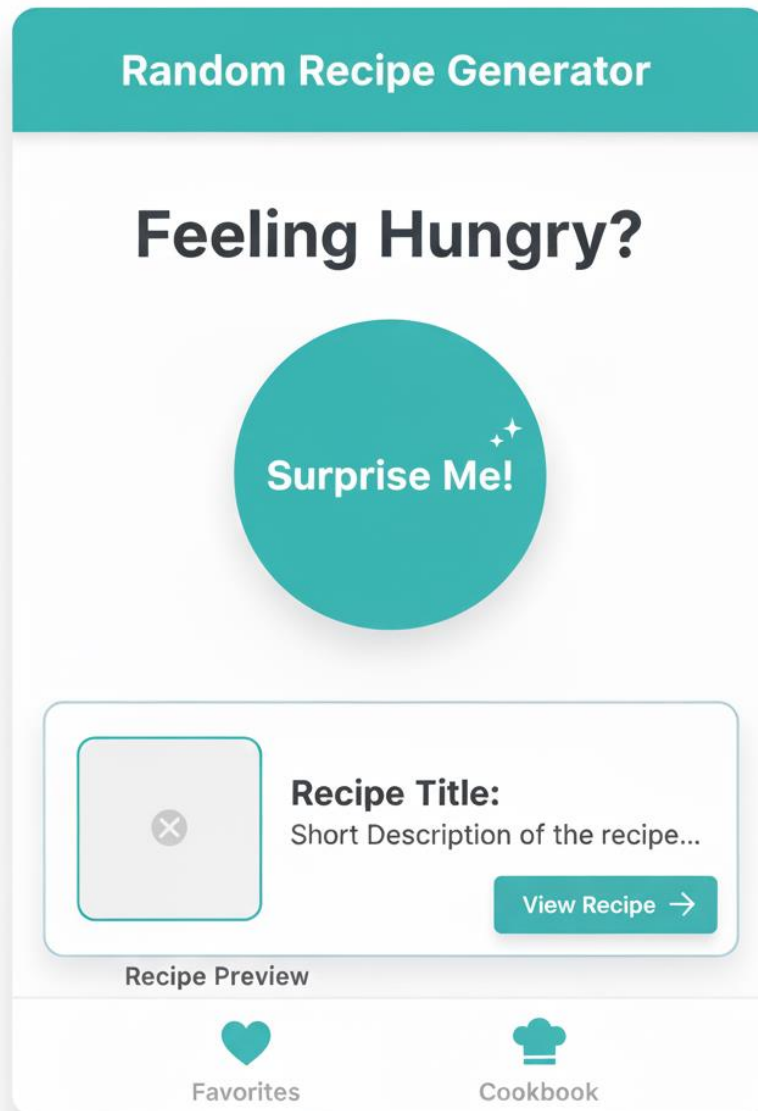 Random Recipe Generator
Feeling Hungry?
Surprise Me!
Recipe Title:
Short Description of the recipe...
View Recipe →
Recipe Preview
Favorites
Cookbook